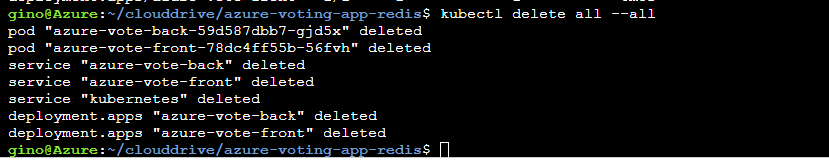 gino@Azure:~/clouddrive/azure-voting-app-redis$ kubectl delete all --all
pod "azure-vote-back-59d587dbb7-gjd5x" deleted
pod "azure-vote-front-78dc4ff55b-56fvh" deleted
service "azure-vote-back" deleted
service "azure-vote-front" deleted
service "kubernetes" deleted
deployment.apps "azure-vote-back" deleted
deployment.apps "azure-vote-front" deleted
gino@Azure:~/clouddrive/azure-voting-app-redis$